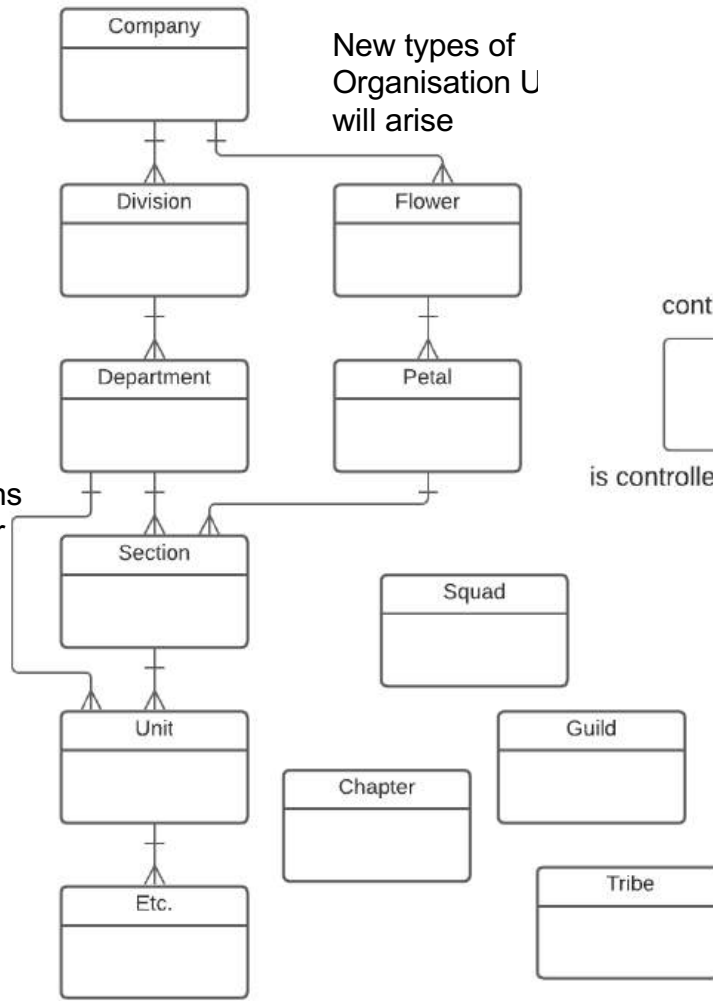 Company
New types of
Organisation U
will arise
Division
Flower
cont
Department
Petal
is controlle
ns
r
Section
Squad
Unit
Guild
Chapter
Tribe
Etc.